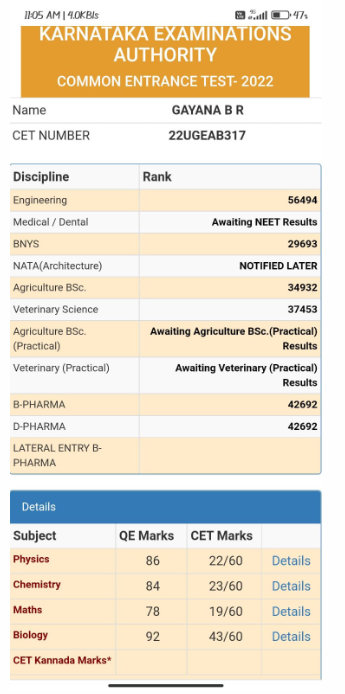 11:05 AM | 4.0KB/s
47%
KARNATAKA EXAMINATIONS
AUTHORITY
COMMON ENTRANCE TEST- 2022
Name GAYANA B R
CET NUMBER 22UGEAB317
Discipline Rank
Engineering 56494
Medical / Dental Awaiting NEET Results
BNYS 29693
NATA(Architecture) NOTIFIED LATER
Agriculture BSc. 34932
Veterinary Science 37453
Agriculture BSc. Awaiting Agriculture BSc.(Practical)
(Practical) Results
Veterinary (Practical) Awaiting Veterinary (Practical)
Results
B-PHARMA 42692
D-PHARMA 42692
LATERAL ENTRY B-
PHARMA
Details
Subject QE Marks CET Marks
Physics 86 22/60 Details
Chemistry 84 23/60 Details
Maths 78 19/60 Details
Biology 92 43/60 Details
CET Kannada Marks*